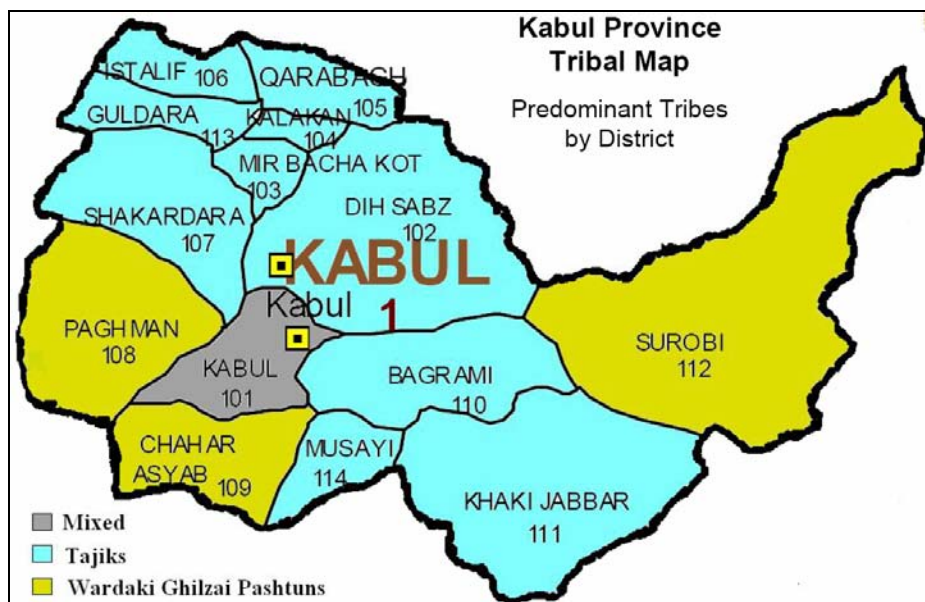 Kabul Province
Tribal Map
Predominant Tribes
by District
ISTALIF 106
QARABAGH
105
GULDARA
113
KALAKAN
104
MIR BACHA KOT
103
SHAKARDARA
107
DIH SABZ
102
KABUL
1
Kabul
PAGHMAN
108
KABUL
101
BAGRAMI
110
SUROBI
112
CHAHAR
ASYAB 109
MUSAYI
114
KHAKI JABBAR
111
Mixed
Tajiks
Wardaki Ghilzai Pashtuns